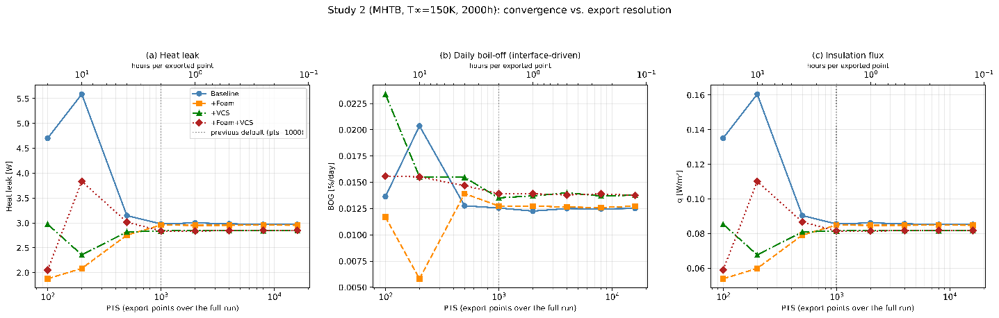 Study 2 (MHTB, T∞=150K, 2000h): convergence vs. export resolution
(a) Heat leak
hours per exported point
10¹ 10⁰ 10⁻¹
5.5
5.0
4.5
4.0
3.5
3.0
2.5
2.0
Heat leak [W]
Baseline
+Foam
+VCS
+Foam+VCS
previous default (pts=1000)
10² 10³ 10⁴
PTS (export points over the full run)
(b) Daily boil-off (interface-driven)
hours per exported point
10¹ 10⁰ 10⁻¹
0.0225
0.0200
0.0175
0.0150
0.0125
0.0100
0.0075
0.0050
BOG [%/day]
10² 10³ 10⁴
PTS (export points over the full run)
(c) Insulation flux
hours per exported point
10¹ 10⁰ 10⁻¹
0.16
0.14
0.12
0.10
0.08
0.06
q [W/m²]
10² 10³ 10⁴
PTS (export points over the full run)